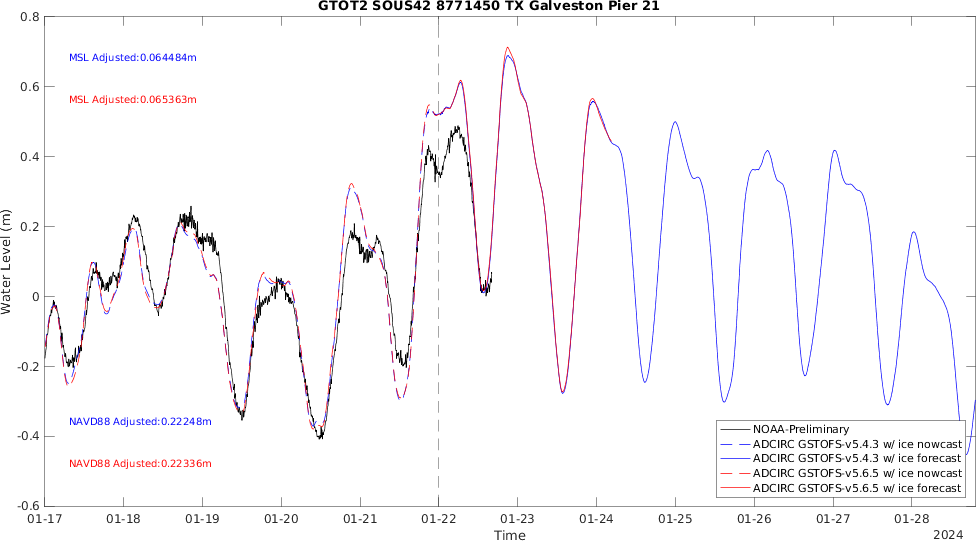 GTOT2 SOUS42 8771450 TX Galveston Pier 21
0.8
MSL Adjusted:0.064484m
0.6
MSL Adjusted:0.065363m
0.4
0.2
Water Level (m)
0
-0.2
NAVD88 Adjusted:0.22248m
NOAA-Preliminary
-0.4
ADCIRC GSTOFS-v5.4.3 w/ ice nowcast
ADCIRC GSTOFS-v5.4.3 w/ ice forecast
NAVD88 Adjusted:0.22336m
ADCIRC GSTOFS-v5.6.5 w/ ice nowcast
ADCIRC GSTOFS-v5.6.5 w/ ice forecast
-0.6
01-17 01-18 01-19 01-20 01-21 01-22 01-23 01-24 01-25 01-26 01-27 01-28
Time
2024